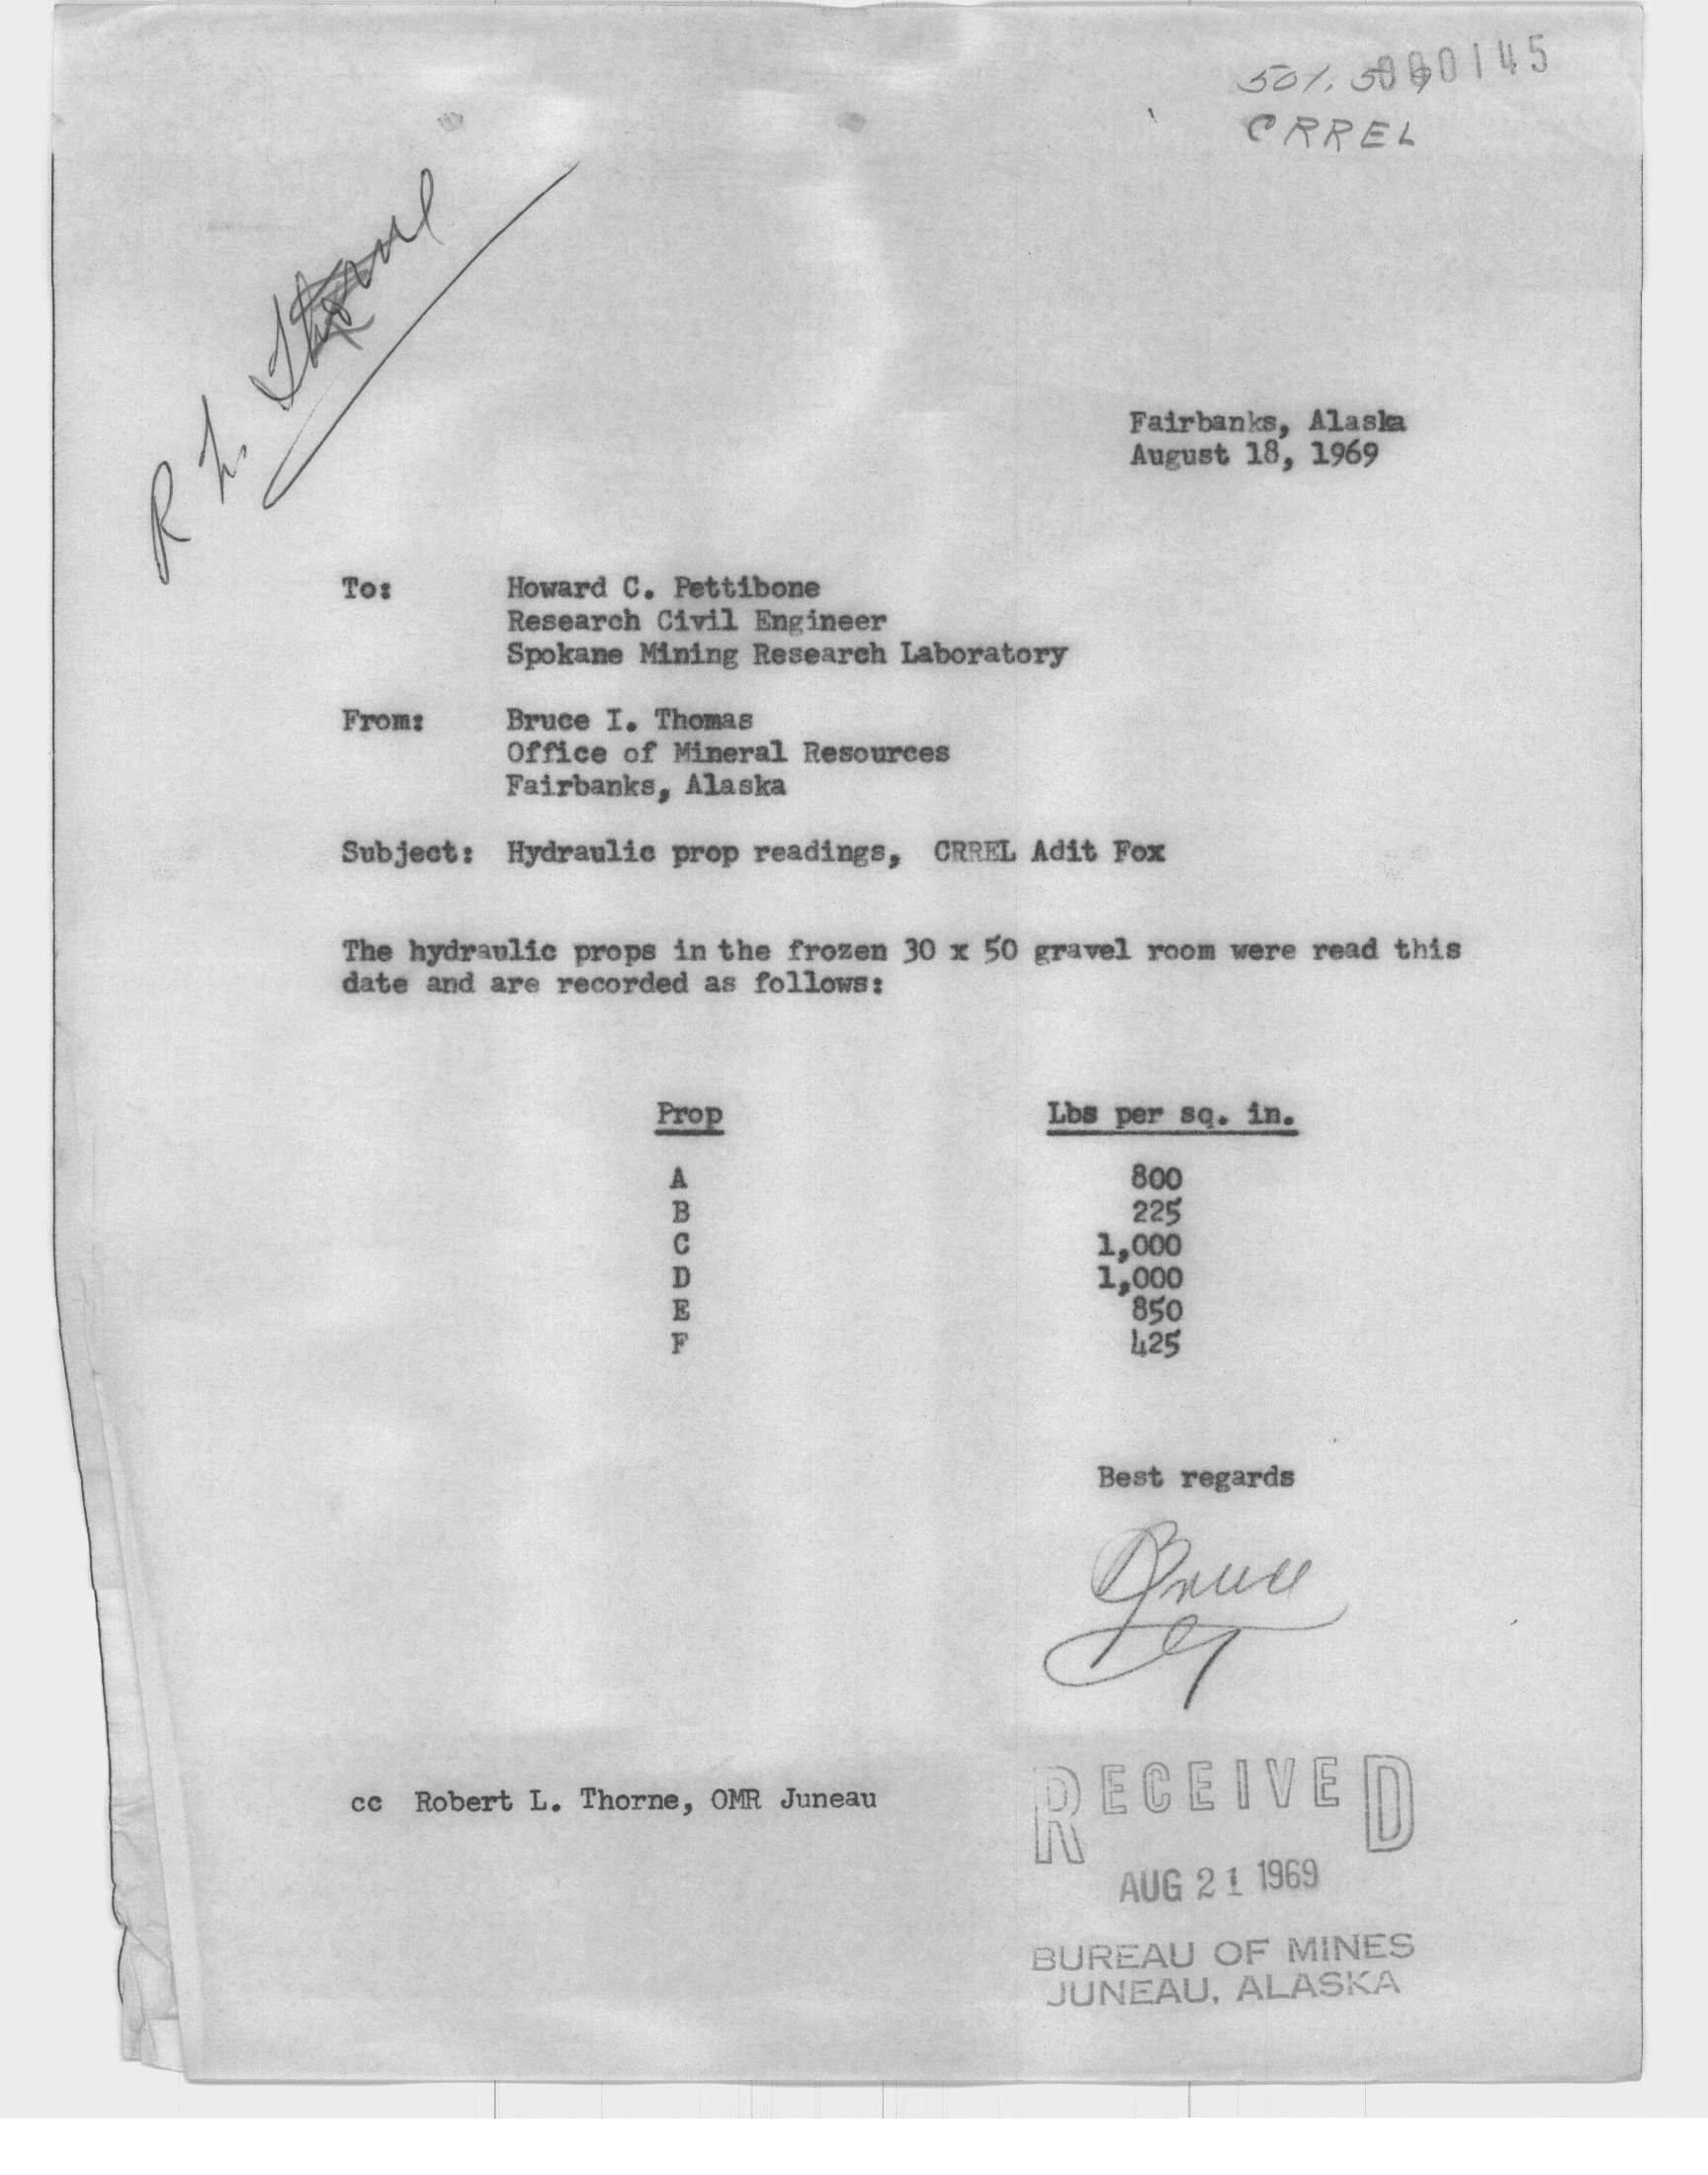 000145
CRREL
R L Thorne
Fairbanks, Alaska
August 18, 1969
To: Howard C. Pettibone
Research Civil Engineer
Spokane Mining Research Laboratory
From: Bruce I. Thomas
Office of Mineral Resources
Fairbanks, Alaska
Subject: Hydraulic prop readings, CRREL Adit Fox
The hydraulic props in the frozen 30 x 50 gravel room were read this
date and are recorded as follows:
Prop Lbs per sq. in.
A 800
B 225
C 1,000
D 1,000
E 850
F 425
Best regards
Bruce
cc Robert L. Thorne, OMR Juneau
RECEIVED
AUG 21 1969
BUREAU OF MINES
JUNEAU, ALASKA